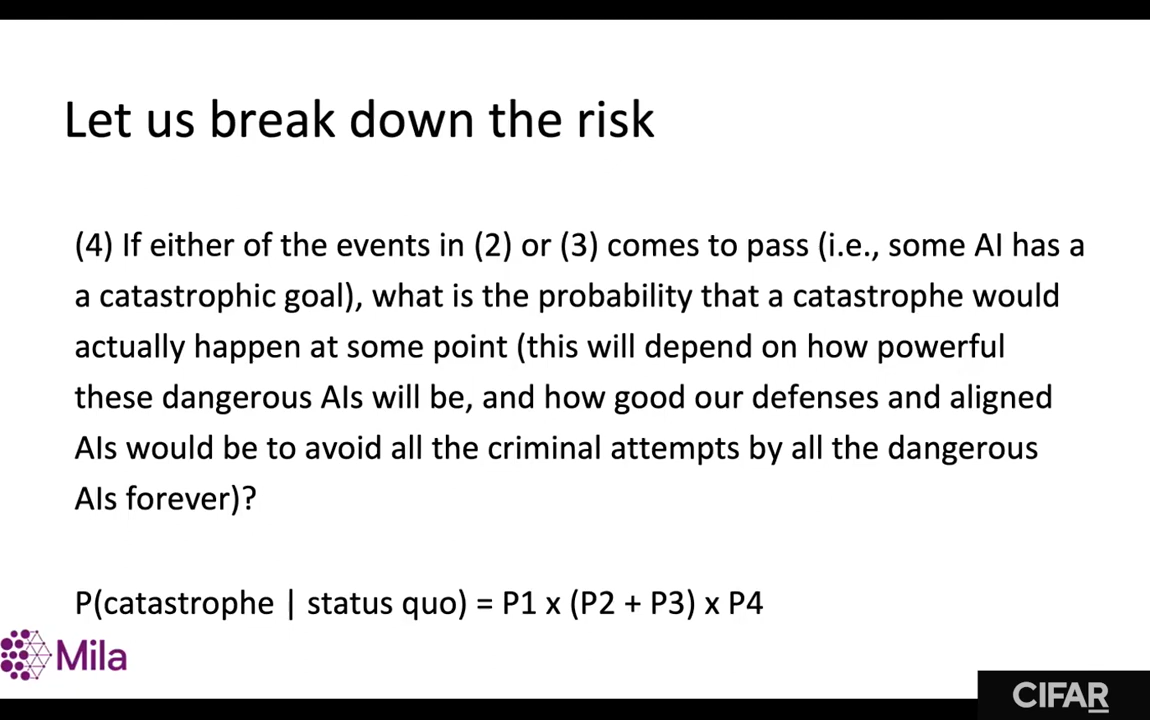 Let us break down the risk
(4) If either of the events in (2) or (3) comes to pass (i.e., some AI has a
a catastrophic goal), what is the probability that a catastrophe would
actually happen at some point (this will depend on how powerful
these dangerous AIs will be, and how good our defenses and aligned
AIs would be to avoid all the criminal attempts by all the dangerous
AIs forever)?
P(catastrophe | status quo) = P1 x (P2 + P3) x P4
Mila
CIFAR